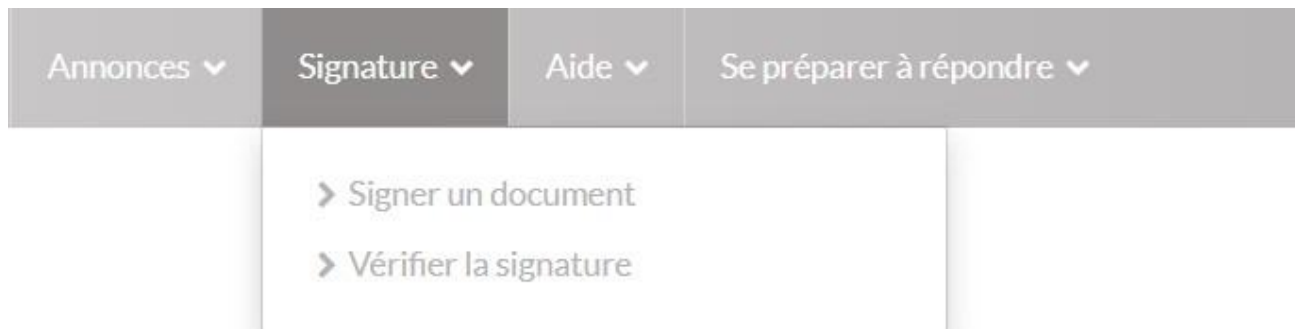 Annonces Signature Aide Se préparer à répondre
Signer un document
Vérifier la signature